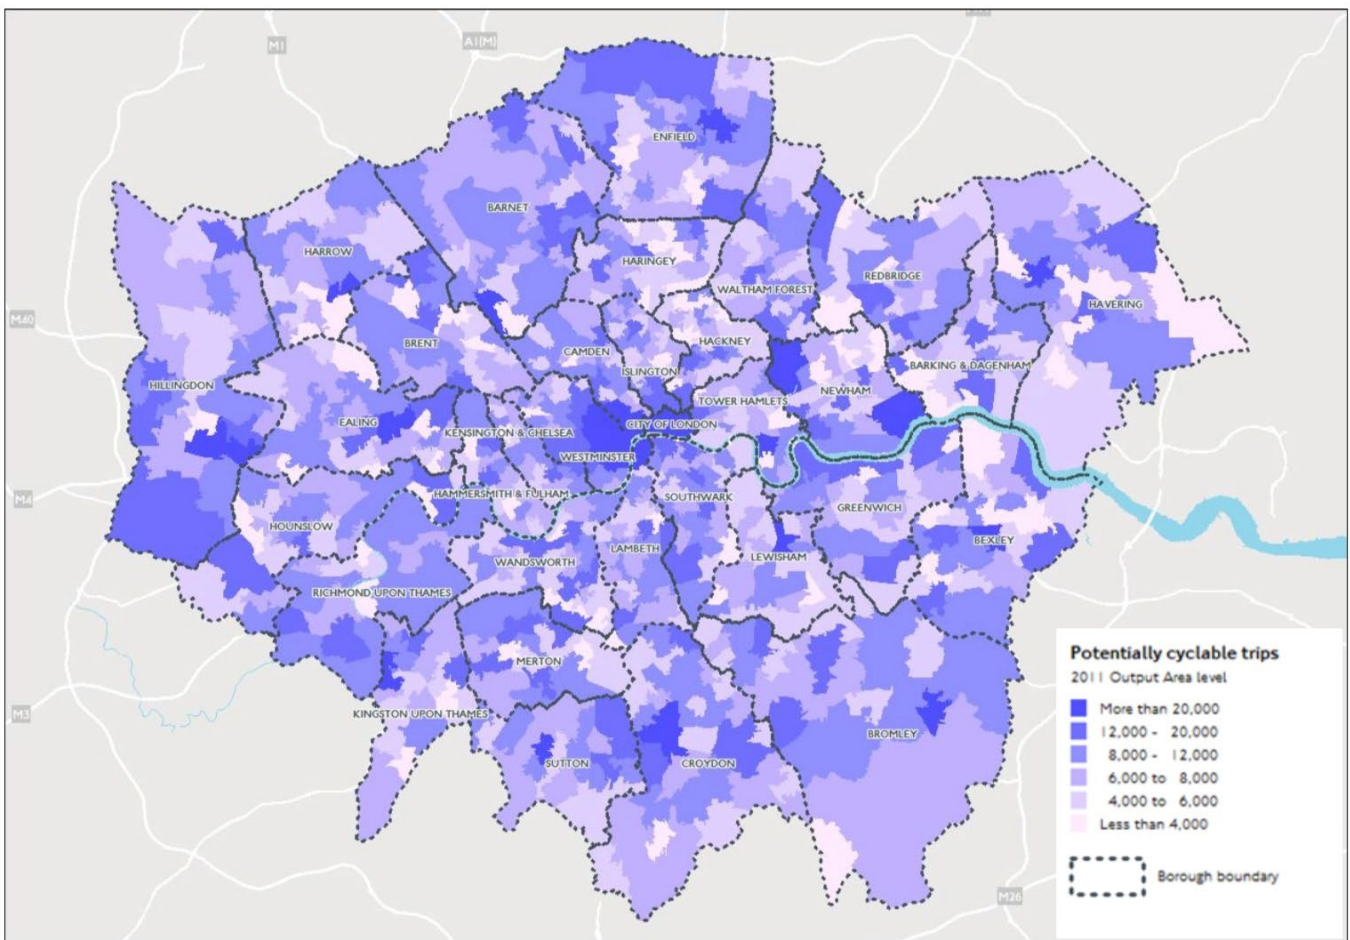 M1
A1(M)
ENFIELD
BARNET
HARROW
HARINGEY
WALTHAM FOREST
REDBRIDGE
HAVERING
M40
BRENT
CAMDEN
ISLINGTON
HACKNEY
BARKING & DAGENHAM
HILLINGDON
NEWHAM
TOWER HAMLETS
EALING
CITY OF LONDON
KENSINGTON & CHELSEA
WESTMINSTER
M4
HAMMERSMITH & FULHAM
SOUTHWARK
GREENWICH
HOUNSLOW
BEXLEY
LAMBETH
LEWISHAM
WANDSWORTH
RICHMOND UPON THAMES
MERTON
M3
KINGSTON UPON THAMES
BROMLEY
SUTTON
CROYDON
M26
Potentially cyclable trips
2011 Output Area level
More than 20,000
12,000 - 20,000
8,000 - 12,000
6,000 to 8,000
4,000 to 6,000
Less than 4,000
Borough boundary